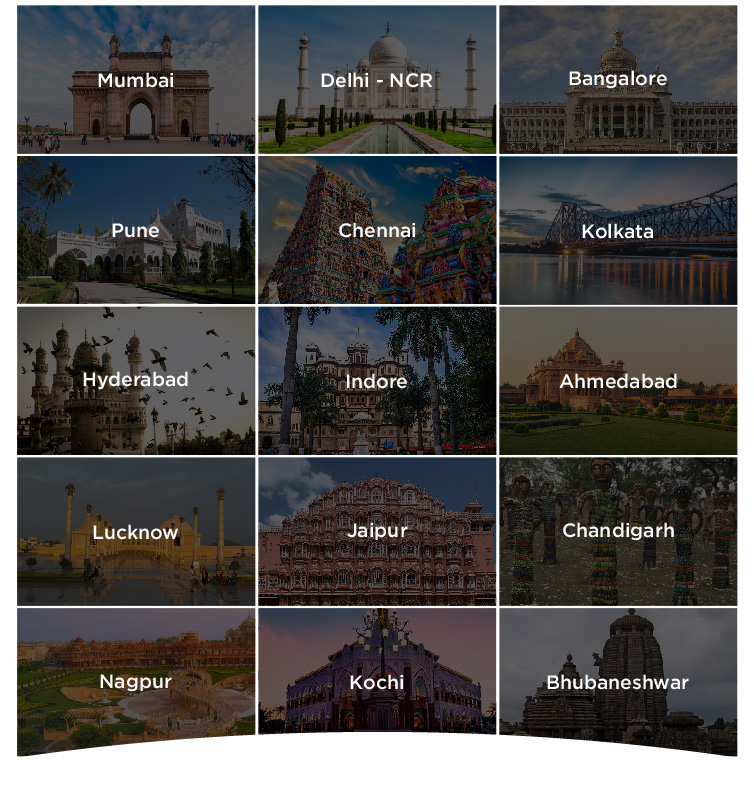 Mumbai
Delhi - NCR
Bangalore
Pune
Chennai
Kolkata
Hyderabad
Indore
Ahmedabad
Lucknow
Jaipur
Chandigarh
Nagpur
Kochi
Bhubaneshwar